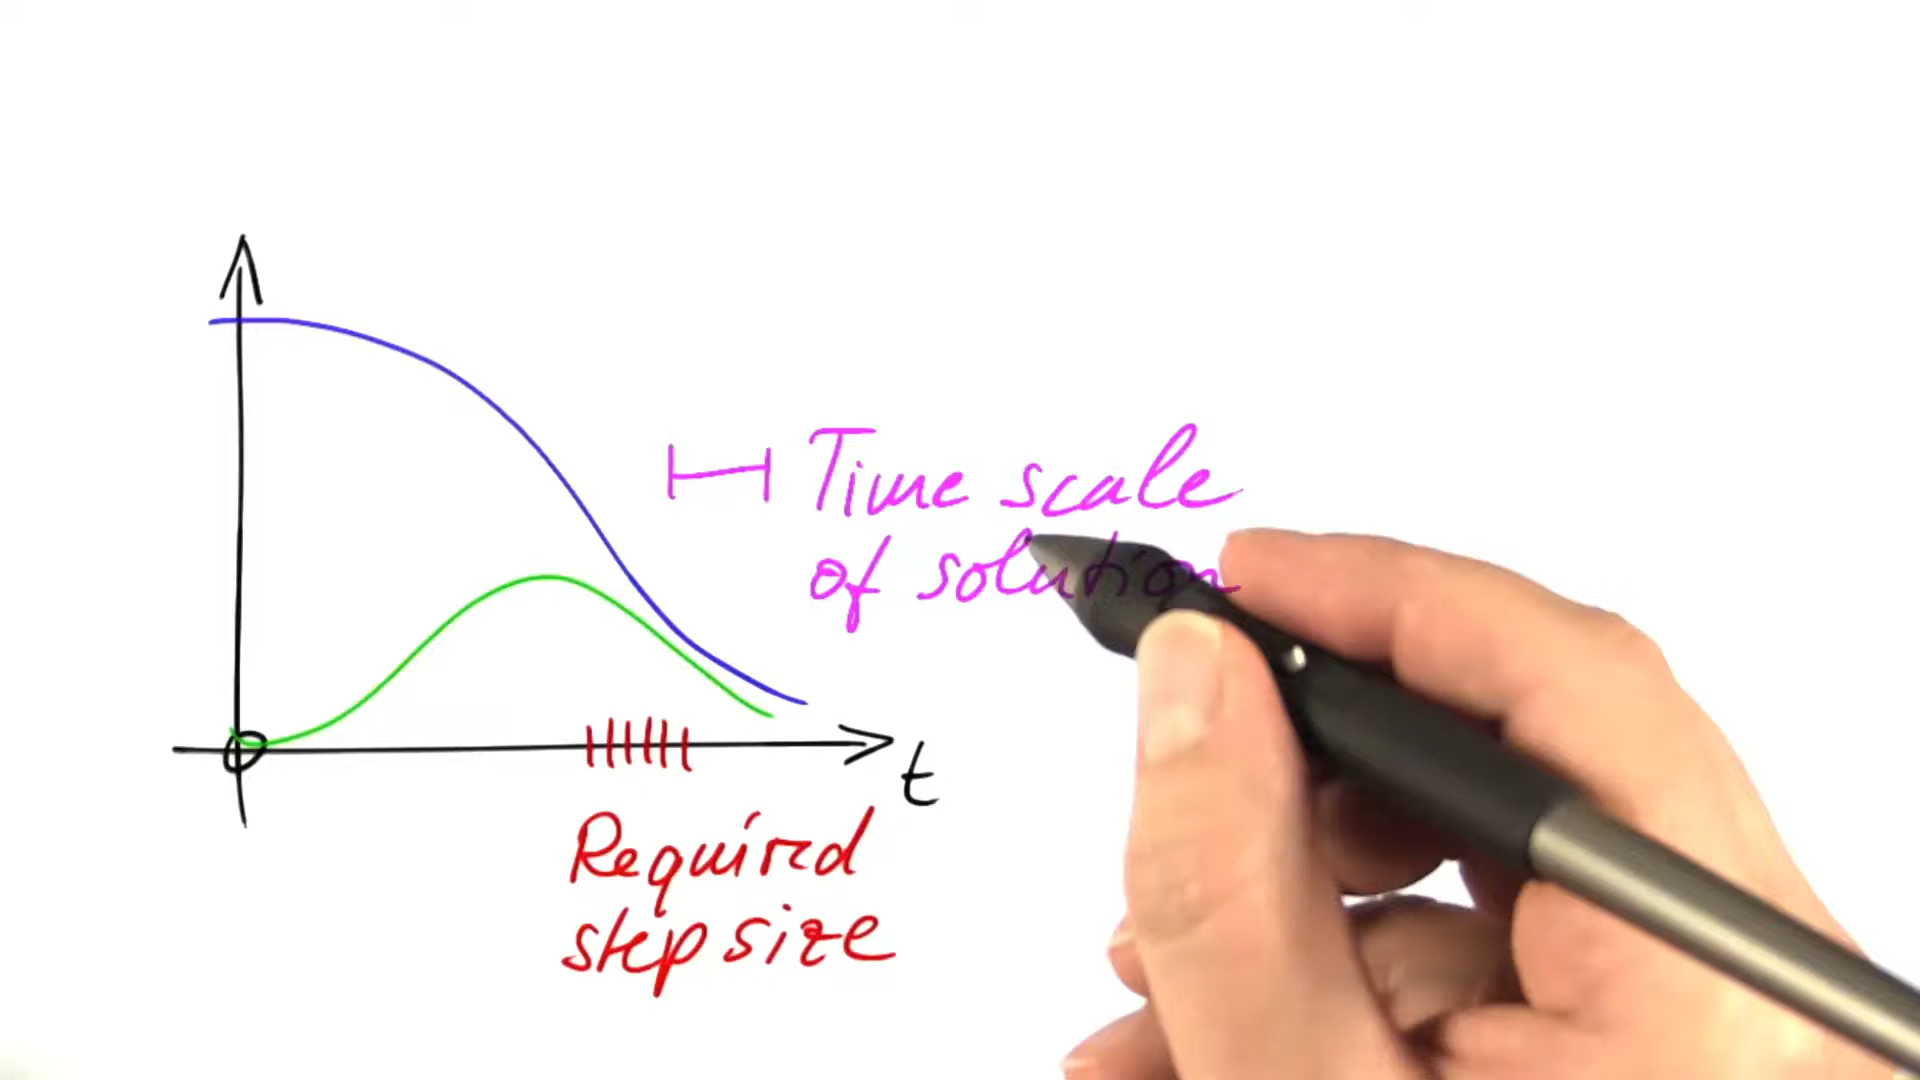 Time scale
of solution
t
Required
step size